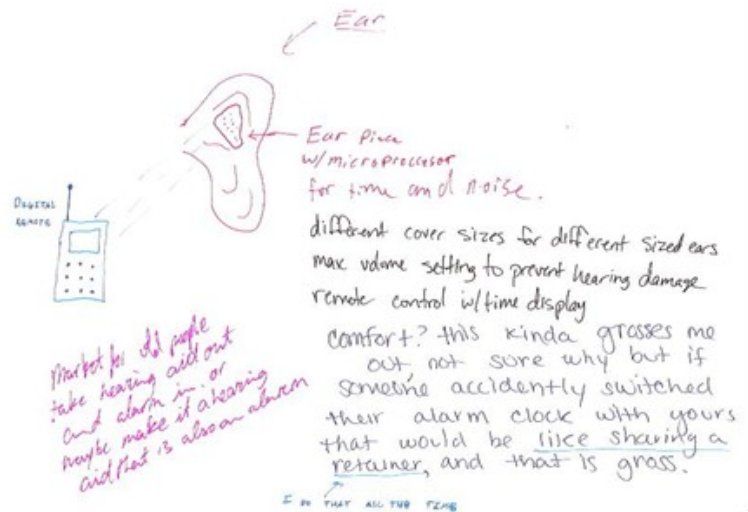 Ear
Ear Piece
w/microprocessor
for time and noise.
DIGITAL
REMOTE
different cover sizes for different sized ears
max volume setting to prevent hearing damage
remote control w/time display
comfort? this kinda grosses me
out, not sure why but if
someone accidently switched
their alarm clock with yours
that would be like sharing a
retainer, and that is gross.
I DO THAT ALL THE TIME
Market for old people
take hearing aid out
and alarm in. or
maybe make it a hearing
aid that is also an alarm